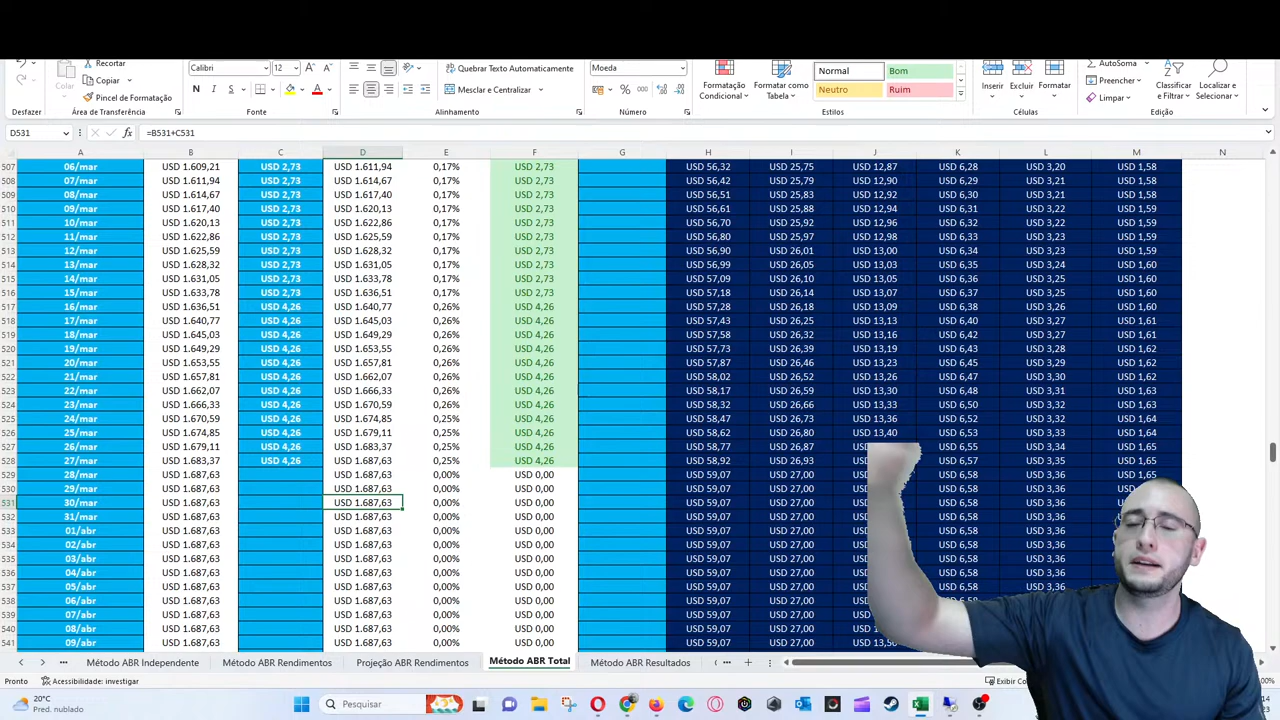 Recortar Calibri 12 Quebrar Texto Automaticamente Moeda Normal Bom AutoSoma
Colar Copiar Preencher
Pincel de Formatação N I S Mesclar e Centralizar % Formatação Condicional Formatar como Tabela Neutro Ruim Inserir Excluir Formatar Limpar Classificar e Filtrar Localizar e Selecionar
Desfazer Área de Transferência Fonte Alinhamento Número Estilos Células Edição
D531 fx =B531+C531
A B C D E F G H I J K L M N
507 06/mar USD 1.609,21 USD 2,73 USD 1.611,94 0,17% USD 2,73 USD 56,32 USD 25,75 USD 12,87 USD 6,28 USD 3,20 USD 1,58
508 07/mar USD 1.611,94 USD 2,73 USD 1.614,67 0,17% USD 2,73 USD 56,42 USD 25,79 USD 12,90 USD 6,29 USD 3,21 USD 1,58
509 08/mar USD 1.614,67 USD 2,73 USD 1.617,40 0,17% USD 2,73 USD 56,51 USD 25,83 USD 12,92 USD 6,30 USD 3,21 USD 1,58
510 09/mar USD 1.617,40 USD 2,73 USD 1.620,13 0,17% USD 2,73 USD 56,61 USD 25,88 USD 12,94 USD 6,31 USD 3,22 USD 1,59
511 10/mar USD 1.620,13 USD 2,73 USD 1.622,86 0,17% USD 2,73 USD 56,70 USD 25,92 USD 12,96 USD 6,32 USD 3,22 USD 1,59
512 11/mar USD 1.622,86 USD 2,73 USD 1.625,59 0,17% USD 2,73 USD 56,80 USD 25,97 USD 12,98 USD 6,33 USD 3,23 USD 1,59
513 12/mar USD 1.625,59 USD 2,73 USD 1.628,32 0,17% USD 2,73 USD 56,90 USD 26,01 USD 13,00 USD 6,34 USD 3,23 USD 1,59
514 13/mar USD 1.628,32 USD 2,73 USD 1.631,05 0,17% USD 2,73 USD 56,99 USD 26,05 USD 13,03 USD 6,35 USD 3,24 USD 1,60
515 14/mar USD 1.631,05 USD 2,73 USD 1.633,78 0,17% USD 2,73 USD 57,09 USD 26,10 USD 13,05 USD 6,36 USD 3,24 USD 1,60
516 15/mar USD 1.633,78 USD 2,73 USD 1.636,51 0,17% USD 2,73 USD 57,18 USD 26,14 USD 13,07 USD 6,37 USD 3,25 USD 1,60
517 16/mar USD 1.636,51 USD 4,26 USD 1.640,77 0,26% USD 4,26 USD 57,28 USD 26,18 USD 13,09 USD 6,38 USD 3,26 USD 1,60
518 17/mar USD 1.640,77 USD 4,26 USD 1.645,03 0,26% USD 4,26 USD 57,43 USD 26,25 USD 13,13 USD 6,40 USD 3,27 USD 1,61
519 18/mar USD 1.645,03 USD 4,26 USD 1.649,29 0,26% USD 4,26 USD 57,58 USD 26,32 USD 13,16 USD 6,42 USD 3,27 USD 1,61
520 19/mar USD 1.649,29 USD 4,26 USD 1.653,55 0,26% USD 4,26 USD 57,73 USD 26,39 USD 13,19 USD 6,43 USD 3,28 USD 1,62
521 20/mar USD 1.653,55 USD 4,26 USD 1.657,81 0,26% USD 4,26 USD 57,87 USD 26,46 USD 13,23 USD 6,45 USD 3,29 USD 1,62
522 21/mar USD 1.657,81 USD 4,26 USD 1.662,07 0,26% USD 4,26 USD 58,02 USD 26,52 USD 13,26 USD 6,47 USD 3,30 USD 1,62
523 22/mar USD 1.662,07 USD 4,26 USD 1.666,33 0,26% USD 4,26 USD 58,17 USD 26,59 USD 13,30 USD 6,48 USD 3,31 USD 1,63
524 23/mar USD 1.666,33 USD 4,26 USD 1.670,59 0,26% USD 4,26 USD 58,32 USD 26,66 USD 13,33 USD 6,50 USD 3,32 USD 1,63
525 24/mar USD 1.670,59 USD 4,26 USD 1.674,85 0,26% USD 4,26 USD 58,47 USD 26,73 USD 13,36 USD 6,52 USD 3,32 USD 1,64
526 25/mar USD 1.674,85 USD 4,26 USD 1.679,11 0,25% USD 4,26 USD 58,62 USD 26,80 USD 13,40 USD 6,53 USD 3,33 USD 1,64
527 26/mar USD 1.679,11 USD 4,26 USD 1.683,37 0,25% USD 4,26 USD 58,77 USD 26,87 USD 6,55 USD 3,34 USD 1,65
528 27/mar USD 1.683,37 USD 4,26 USD 1.687,63 0,25% USD 4,26 USD 58,92 USD 26,93 USD 6,57 USD 3,35 USD 1,65
529 28/mar USD 1.687,63 USD 1.687,63 0,00% USD 0,00 USD 59,07 USD 27,00 USD 6,58 USD 3,36 USD 1,65
530 29/mar USD 1.687,63 USD 1.687,63 0,00% USD 0,00 USD 59,07 USD 27,00 USD 6,58 USD 3,36
531 30/mar USD 1.687,63 USD 1.687,63 0,00% USD 0,00 USD 59,07 USD 27,00 USD 6,58 USD 3,36
532 31/mar USD 1.687,63 USD 1.687,63 0,00% USD 0,00 USD 59,07 USD 27,00 USD 6,58 USD 3,36
533 01/abr USD 1.687,63 USD 1.687,63 0,00% USD 0,00 USD 59,07 USD 27,00 USD 6,58 USD 3,36
534 02/abr USD 1.687,63 USD 1.687,63 0,00% USD 0,00 USD 59,07 USD 27,00 USD 6,58 USD 3,36
535 03/abr USD 1.687,63 USD 1.687,63 0,00% USD 0,00 USD 59,07 USD 27,00 USD 6,58 USD 3,36
536 04/abr USD 1.687,63 USD 1.687,63 0,00% USD 0,00 USD 59,07 USD 27,00 USD 6,58 USD 3,36
537 05/abr USD 1.687,63 USD 1.687,63 0,00% USD 0,00 USD 59,07 USD 27,00 USD 6,58 USD 3,36
538 06/abr USD 1.687,63 USD 1.687,63 0,00% USD 0,00 USD 59,07 USD 27,00 USD 6,58
539 07/abr USD 1.687,63 USD 1.687,63 0,00% USD 0,00 USD 59,07 USD 27,00
540 08/abr USD 1.687,63 USD 1.687,63 0,00% USD 0,00 USD 59,07 USD 27,00
541 09/abr USD 1.687,63 USD 1.687,63 0,00% USD 0,00 USD 59,07 USD 27,00 USD 13,50
Método ABR Independente Método ABR Rendimentos Projeção ABR Rendimentos Método ABR Total Método ABR Resultados
Pronto Acessibilidade: investigar Exibir
20°C
Pred. nublado
Pesquisar